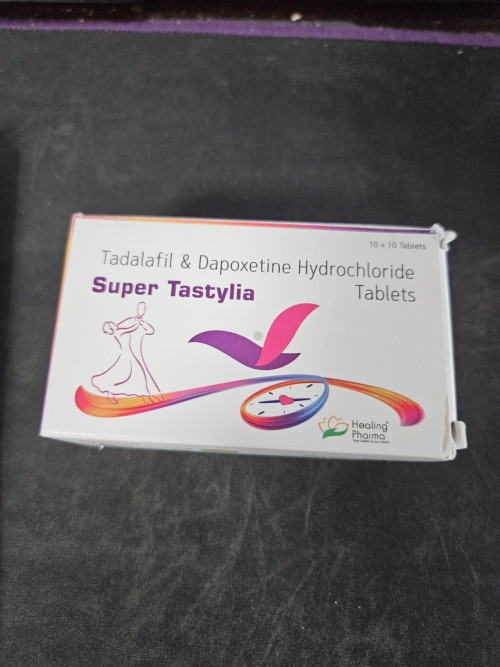 10 x 10 Tablets
Tadalafil & Dapoxetine Hydrochloride
Tablets
Super Tastylia
Healing
Pharma